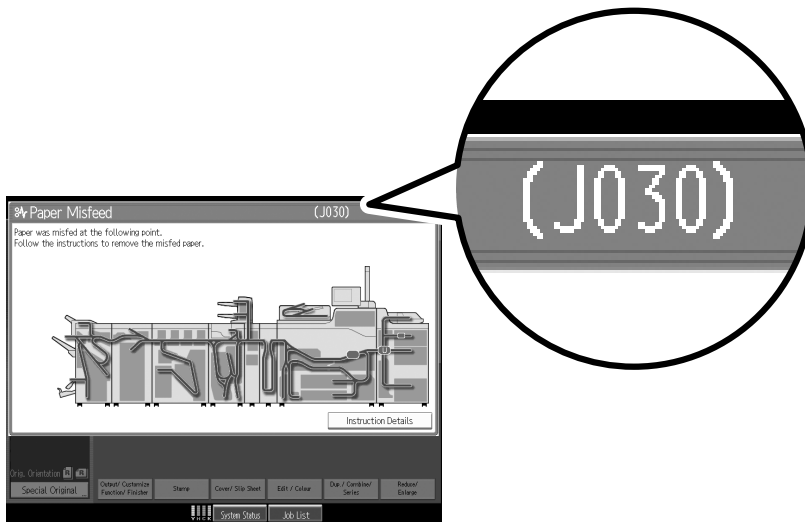 Paper Misfeed (J030)
Paper was misfed at the following point.
Follow the instructions to remove the misfed paper.
(J030)
U
Instruction Details
Orig. Orientation R R
Special Original
Output/ Customize
Function/ Finisher
Stamp
Cover/ Slip Sheet
Edit / Colour
Dup./ Combine/
Series
Reduce/
Enlarge
Y M C K
System Status
Job List